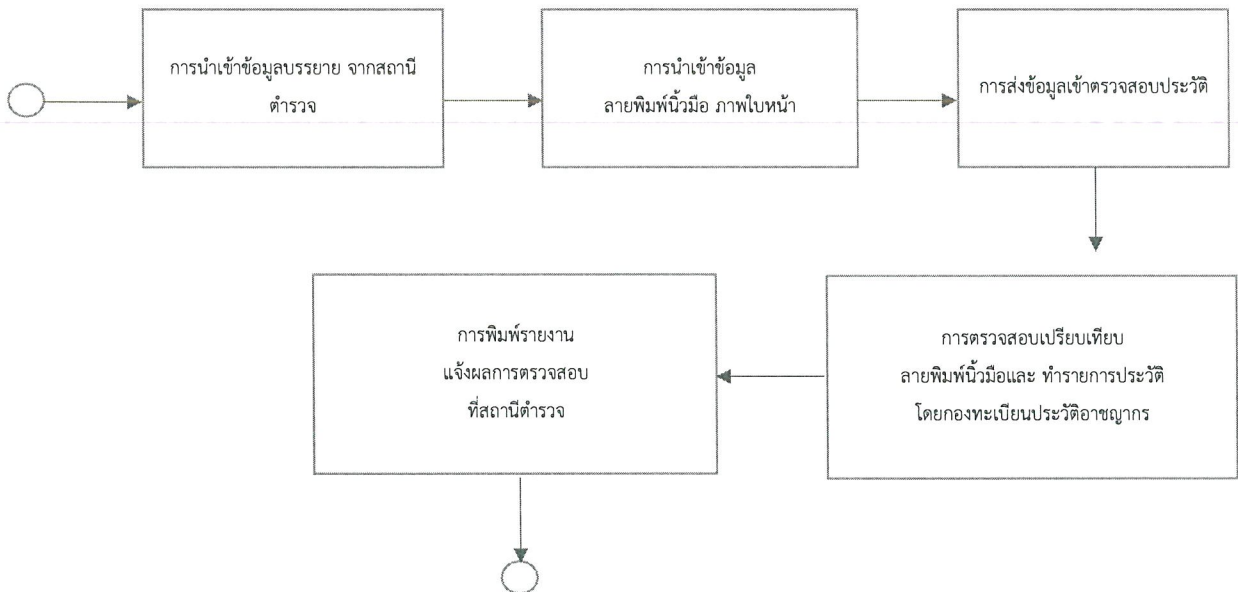 การนำเข้าข้อมูลบรรยาย จากสถานี
ตำรวจ
การนำเข้าข้อมูล
ลายพิมพ์นิ้วมือ ภาพใบหน้า
การส่งข้อมูลเข้าตรวจสอบประวัติ
การตรวจสอบเปรียบเทียบ
ลายพิมพ์นิ้วมือและ ทำรายการประวัติ
โดยกองทะเบียนประวัติอาชญากร
การพิมพ์รายงาน
แจ้งผลการตรวจสอบ
ที่สถานีตำรวจ